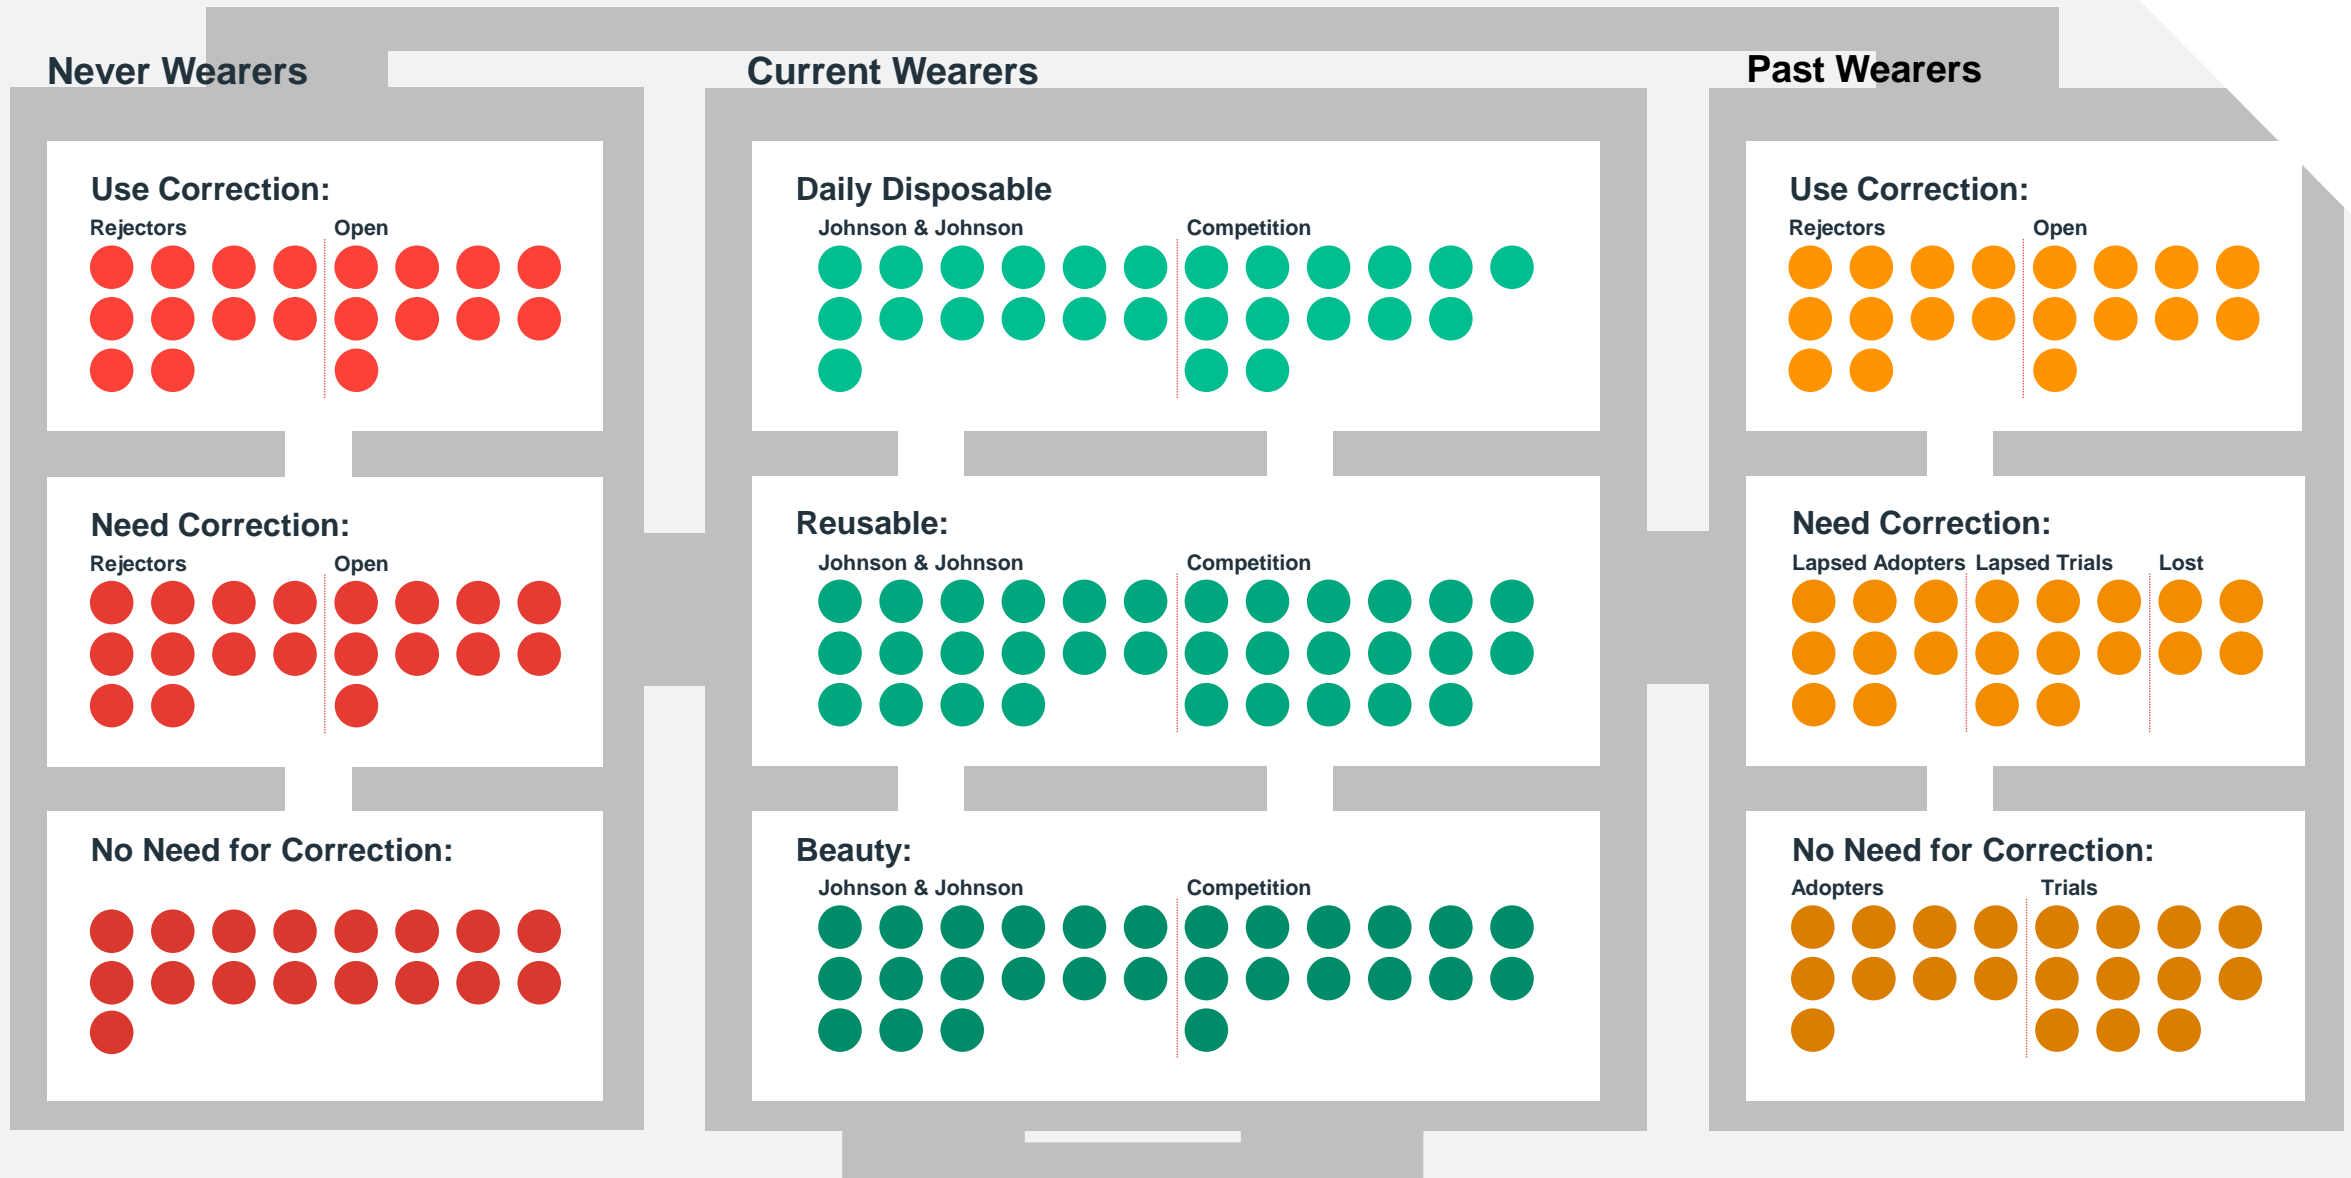 Never Wearers
Use Correction:
Rejectors Open
Need Correction:
Rejectors Open
No Need for Correction:
Current Wearers
Daily Disposable
Johnson & Johnson Competition
Reusable:
Johnson & Johnson Competition
Beauty:
Johnson & Johnson Competition
Past Wearers
Use Correction:
Rejectors Open
Need Correction:
Lapsed Adopters Lapsed Trials Lost
No Need for Correction:
Adopters Trials